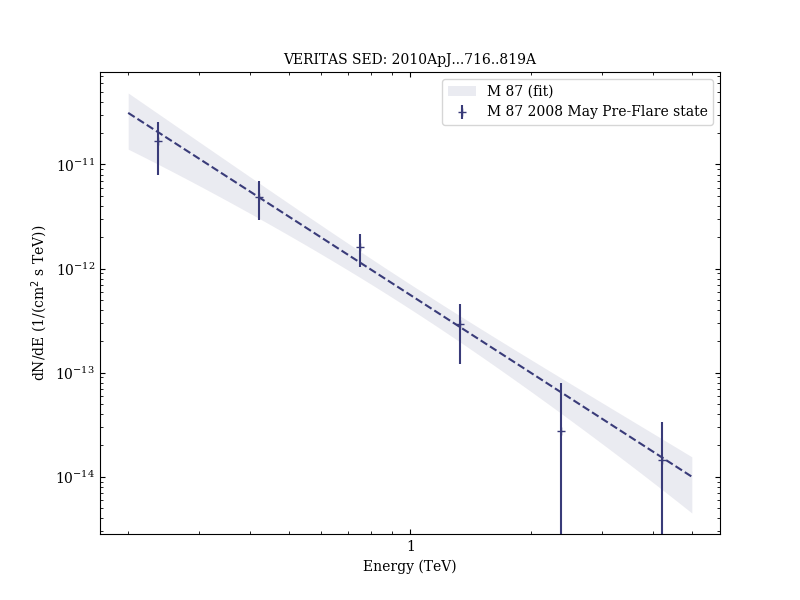 VERITAS SED: 2010ApJ...716..819A
M 87 (fit)
M 87 2008 May Pre-Flare state
dN/dE (1/(cm² s TeV))
10⁻¹¹
10⁻¹²
10⁻¹³
10⁻¹⁴
1
Energy (TeV)